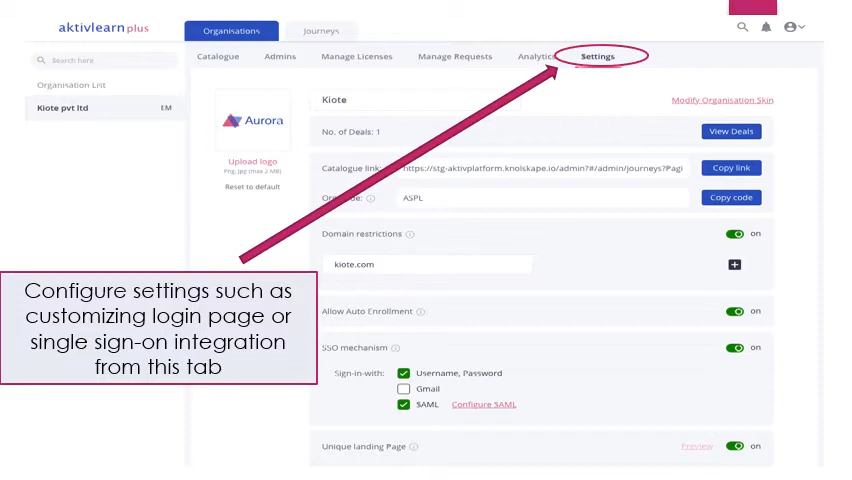 aktivlearn plus
Organisations
Journeys
Search here
Organisation List
Kiote pvt ltd EM
Catalogue Admins Manage Licenses Manage Requests Analytics Settings
Aurora
Upload logo
Png, Jpg (max 2 MB)
Reset to default
Kiote
Modify Organisation Skin
No. of Deals: 1
View Deals
Catalogue link: https://stg-aktivplatform.knolskape.io/admin?#/admin/journeys?Pagi
Copy link
ASPL
Copy code
Domain restrictions
on
kiote.com
Allow Auto Enrollment
on
SSO mechanism
on
Sign-in-with: Username, Password
Gmail
SAML Configure SAML
Unique landing Page
Preview on
Configure settings such as
customizing login page or
single sign-on integration
from this tab